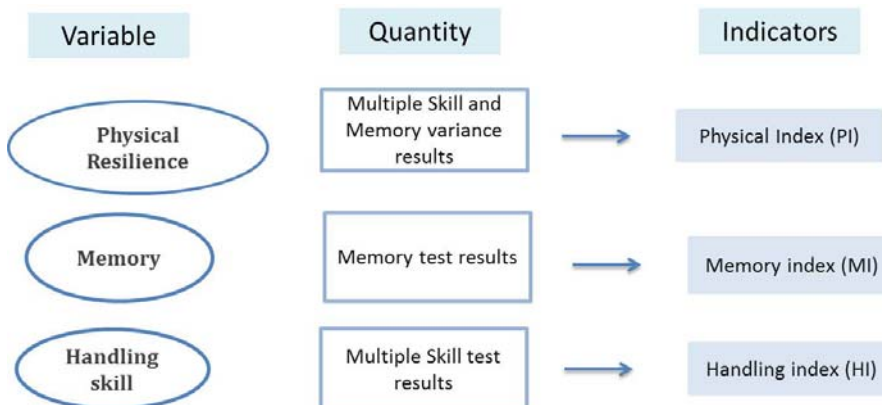 Variable Quantity Indicators
Physical
Resilience
Multiple Skill and
Memory variance
results
Physical Index (PI)
Memory
Memory test results
Memory index (MI)
Handling
skill
Multiple Skill test
results
Handling index (HI)